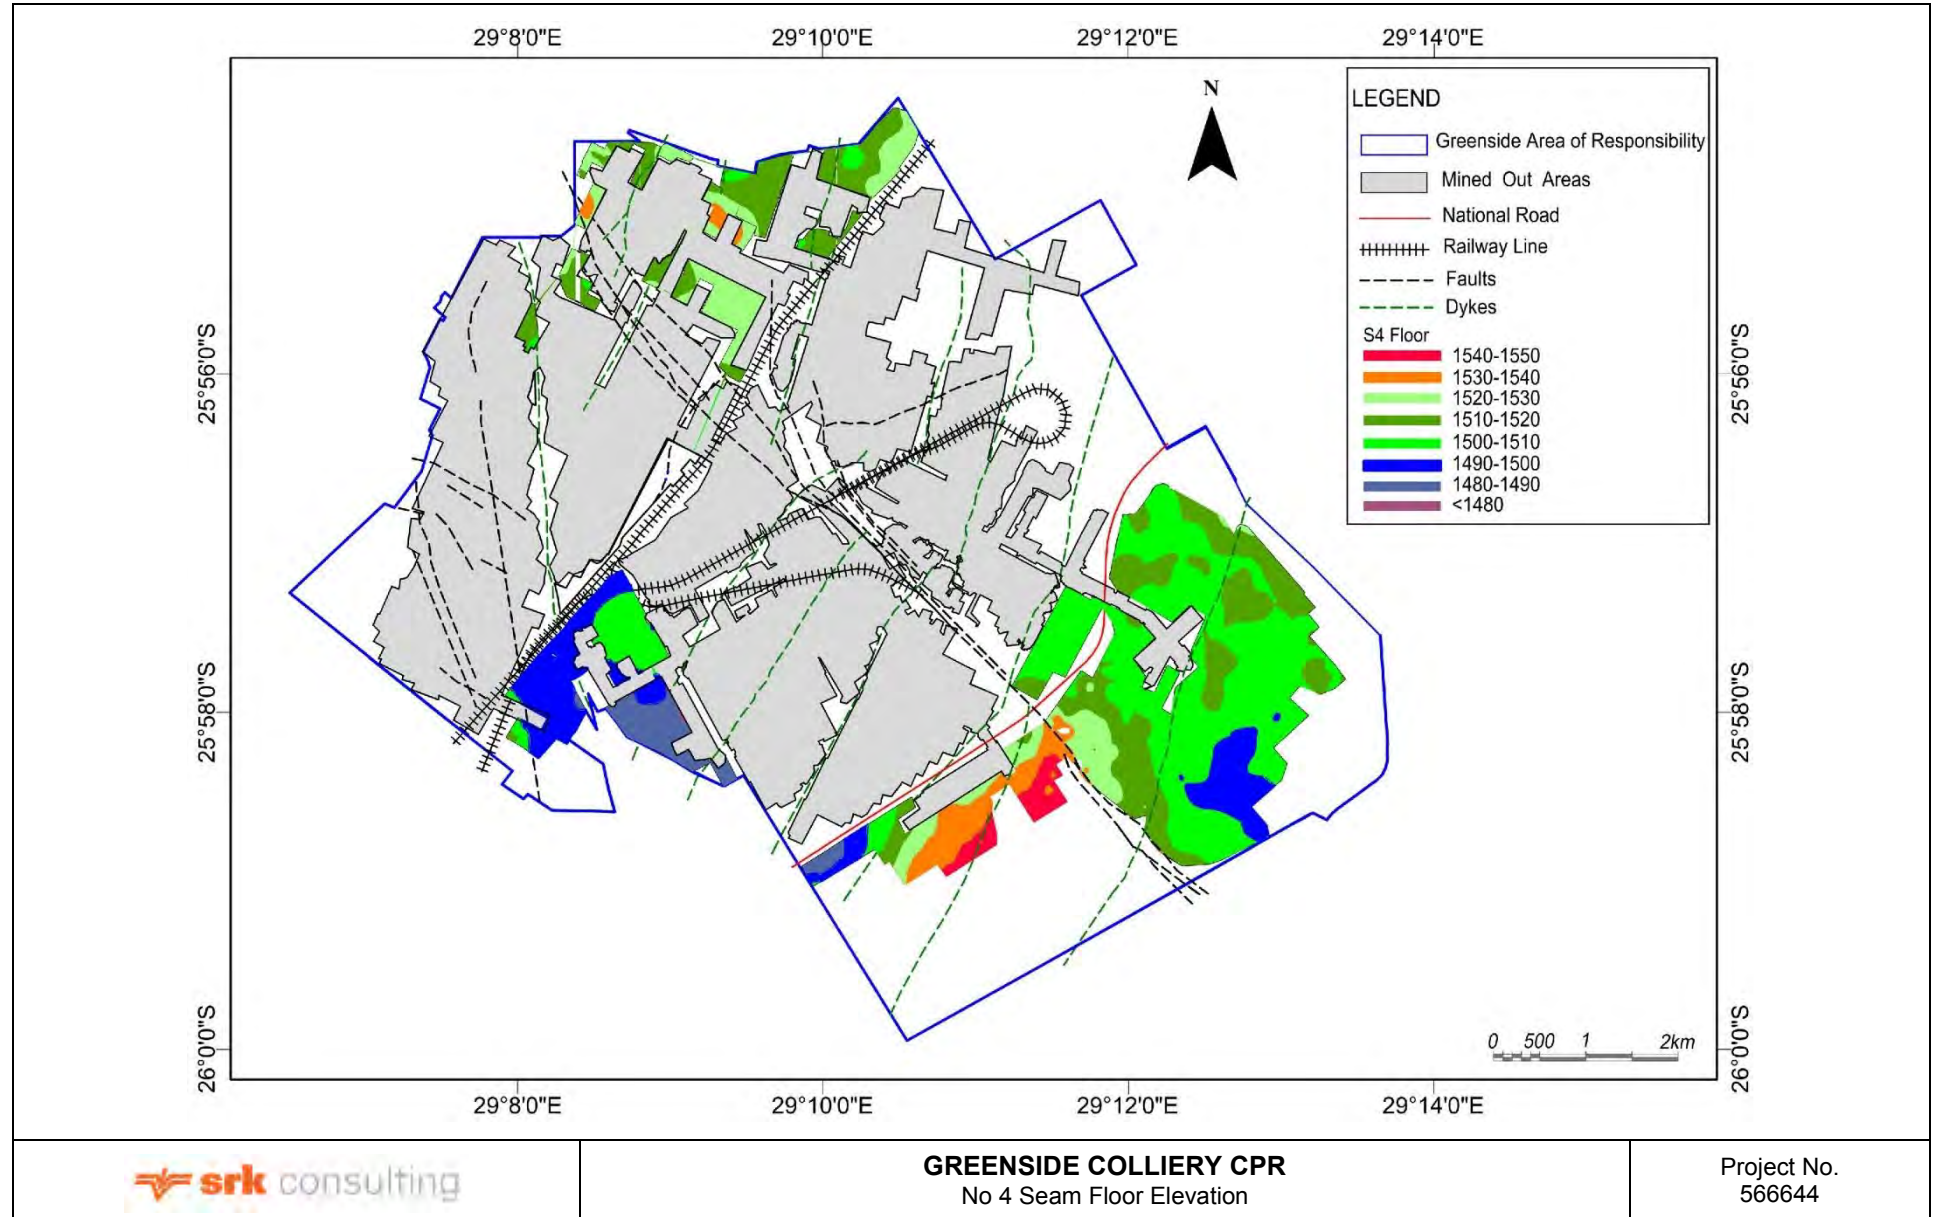 29°8'0"E 29°10'0"E 29°12'0"E 29°14'0"E
N
LEGEND
Greenside Area of Responsibility
Mined Out Areas
National Road
Railway Line
Faults
Dykes
S4 Floor
1540-1550
1530-1540
1520-1530
1510-1520
1500-1510
1490-1500
1480-1490
<1480
25°56'0"S 25°56'0"S
25°58'0"S 25°58'0"S
26°0'0"S 26°0'0"S
0 500 1 2km
29°8'0"E 29°10'0"E 29°12'0"E 29°14'0"E
srk consulting
GREENSIDE COLLIERY CPR
No 4 Seam Floor Elevation
Project No.
566644